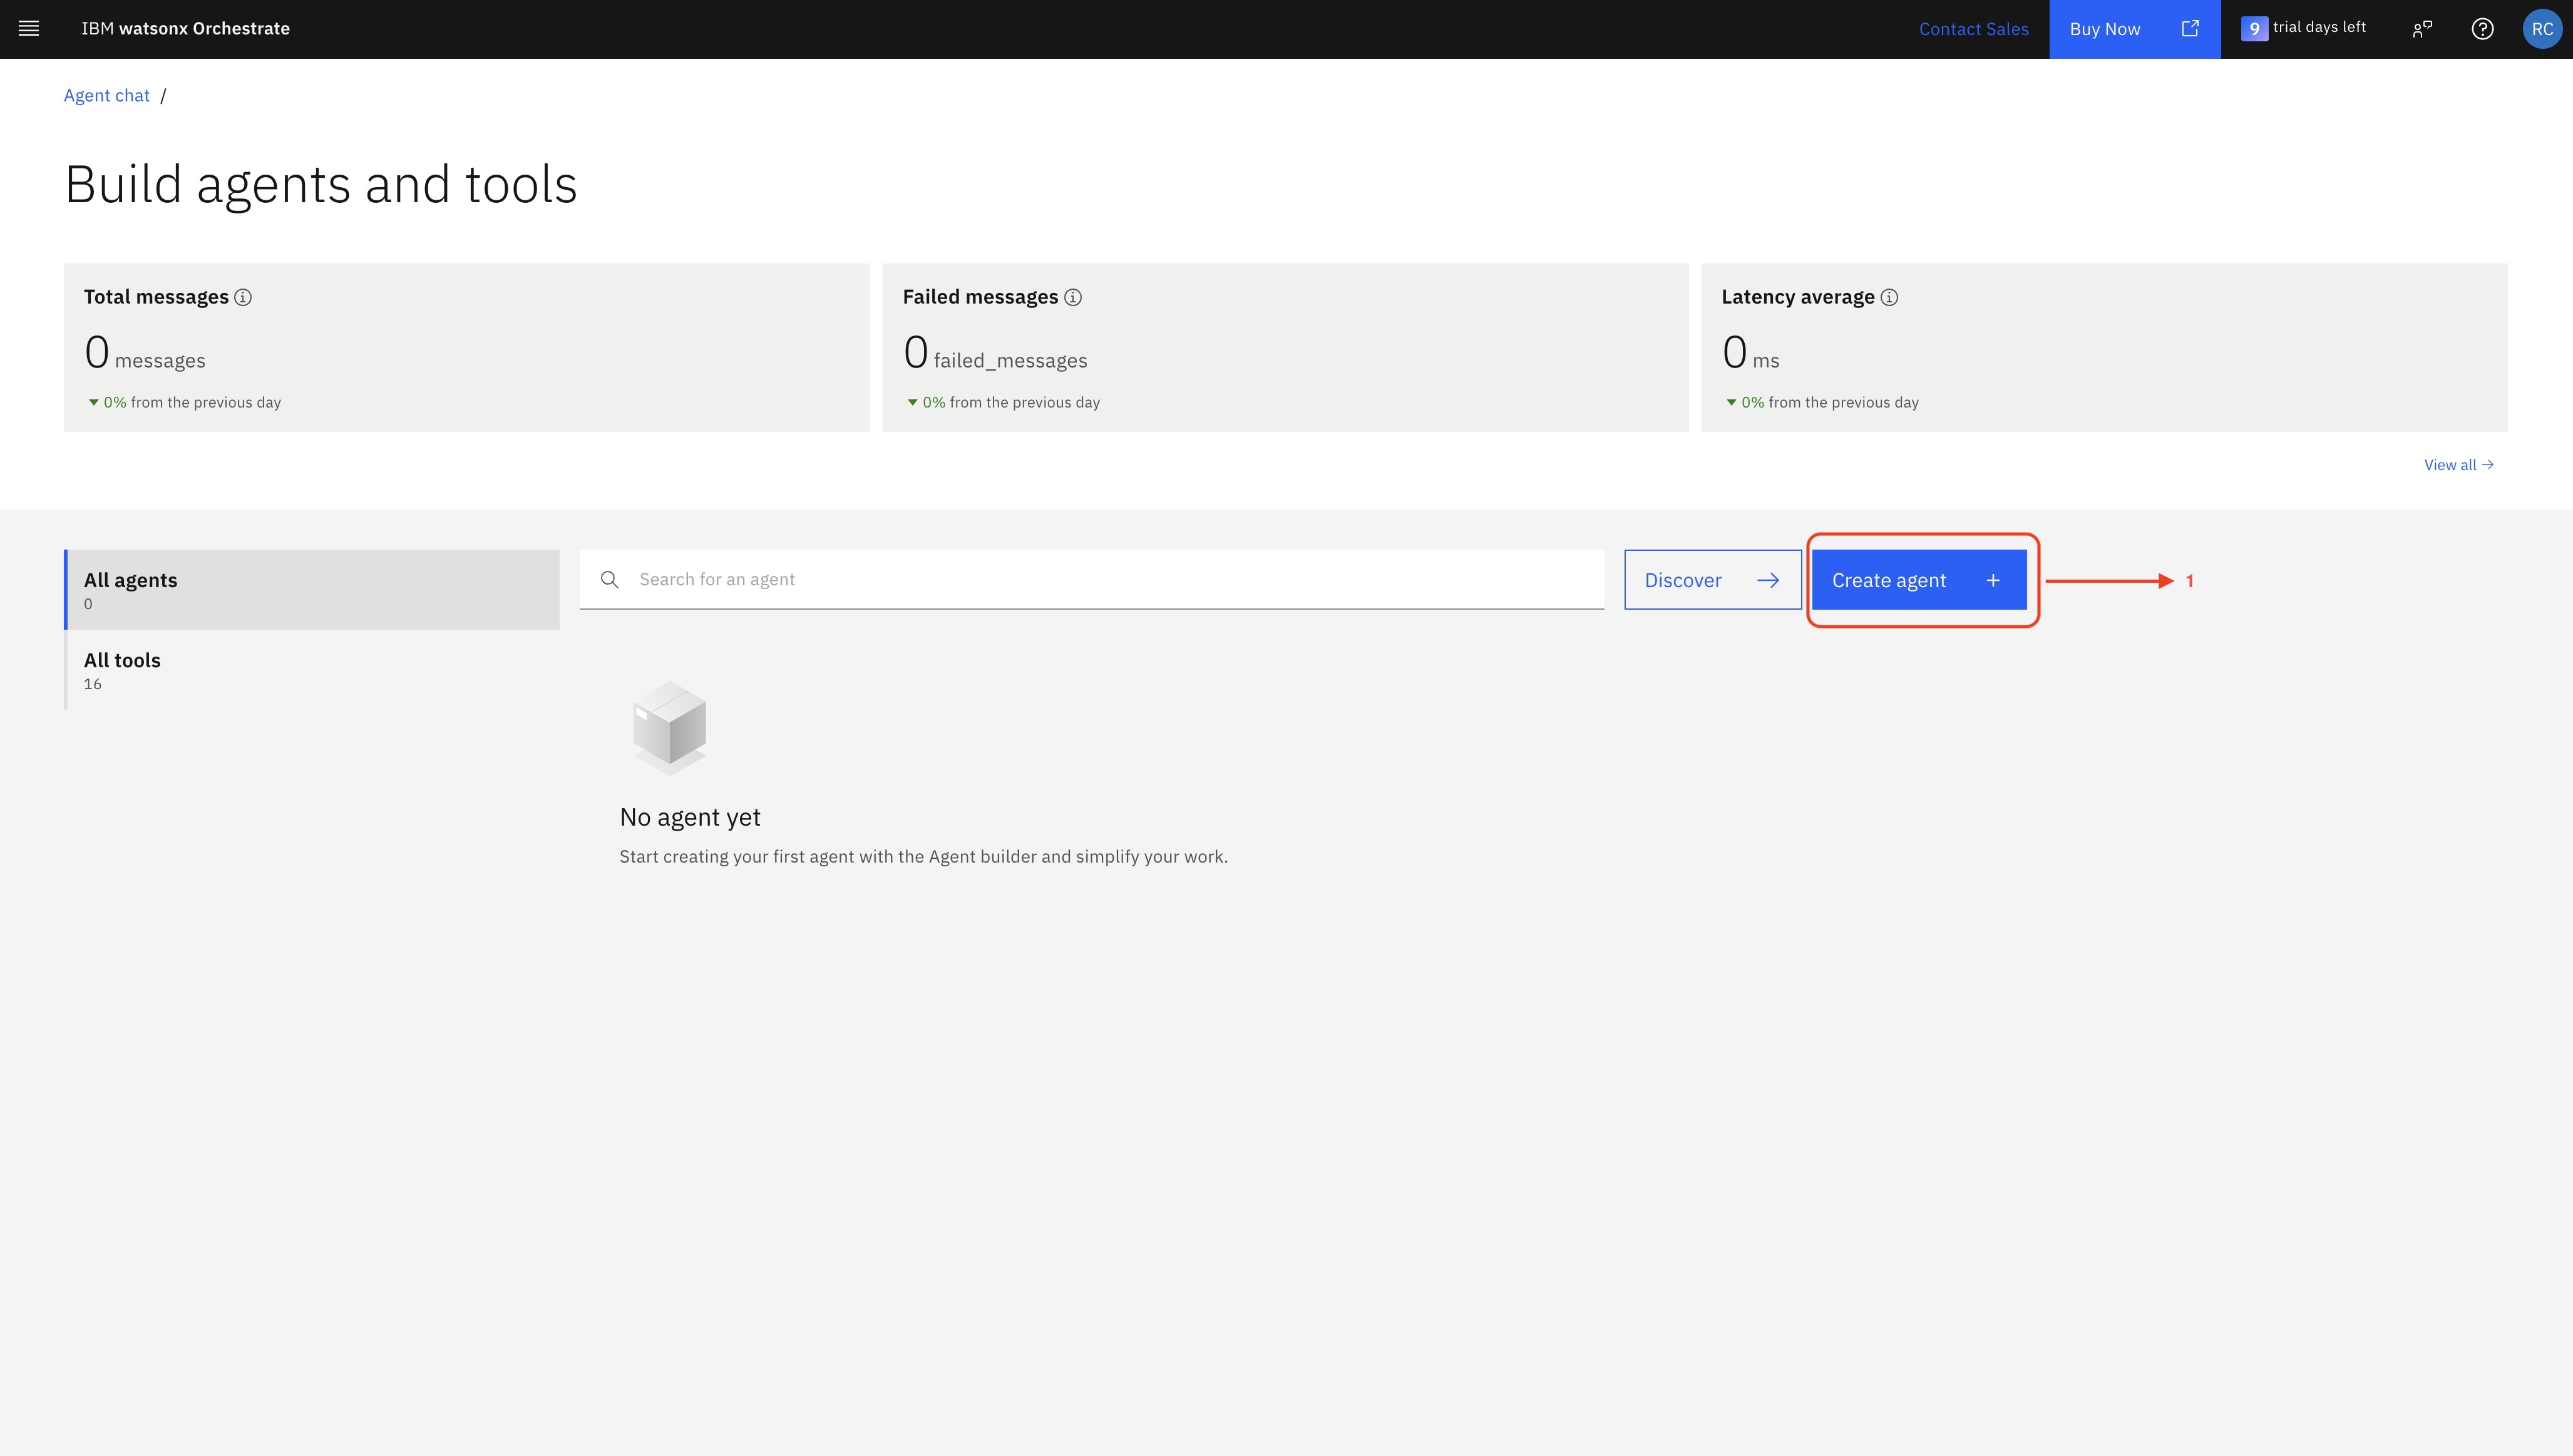 IBM watsonx Orchestrate
Contact Sales
Buy Now
9 trial days left
RC
Agent chat /
Build agents and tools
Total messages
0 messages
0% from the previous day
Failed messages
0 failed_messages
0% from the previous day
Latency average
0 ms
0% from the previous day
View all
All agents
0
All tools
16
Search for an agent
Discover
Create agent +
1
No agent yet
Start creating your first agent with the Agent builder and simplify your work.